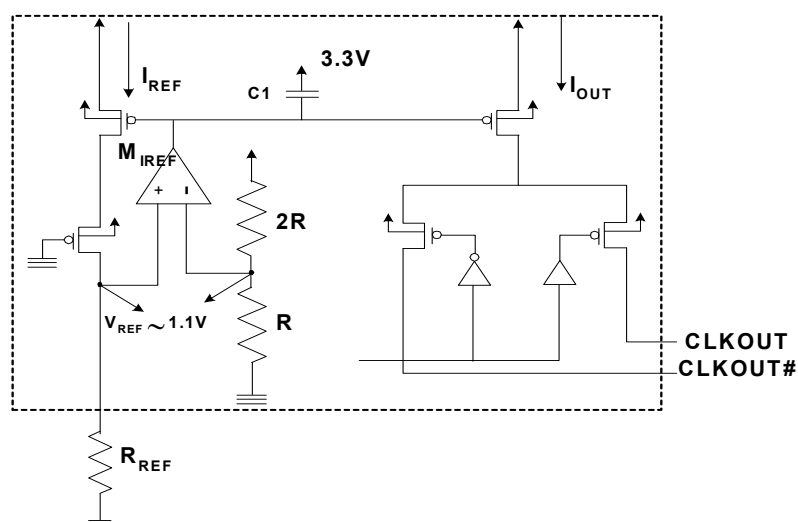 3.3V
I_REF
C1
I_OUT
M_IREF
+ -
2R
V_REF ~ 1.1V
R
CLKOUT
CLKOUT#
R_REF